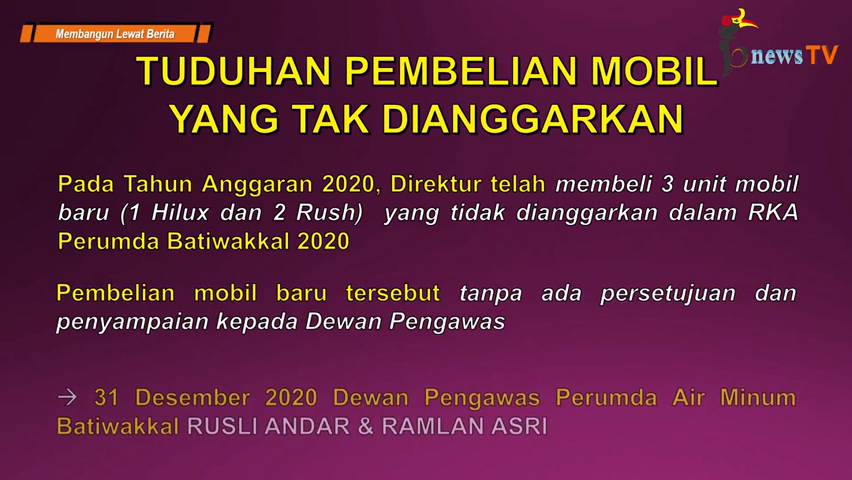 Membangun Lewat Berita
newsTV
TUDUHAN PEMBELIAN MOBIL
YANG TAK DIANGGARKAN
Pada Tahun Anggaran 2020, Direktur telah membeli 3 unit mobil
baru (1 Hilux dan 2 Rush) yang tidak dianggarkan dalam RKA
Perumda Batiwakkal 2020
Pembelian mobil baru tersebut tanpa ada persetujuan dan
penyampaian kepada Dewan Pengawas
→ 31 Desember 2020 Dewan Pengawas Perumda Air Minum
Batiwakkal RUSLI ANDAR & RAMLAN ASRI